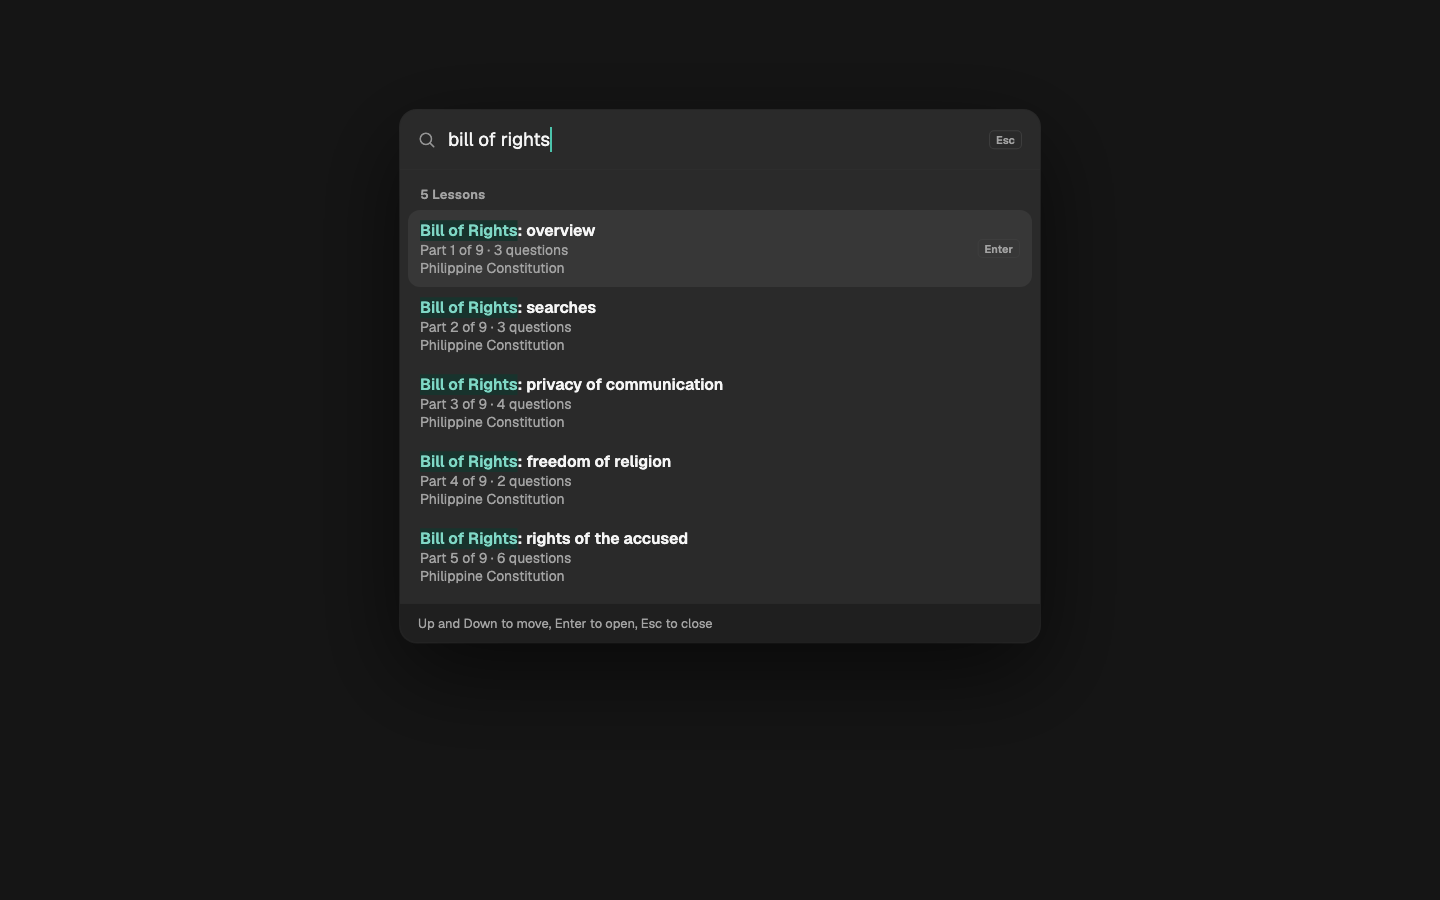 bill of rights
Esc
5 Lessons
Bill of Rights: overview
Part 1 of 9 · 3 questions
Philippine Constitution
Enter
Bill of Rights: searches
Part 2 of 9 · 3 questions
Philippine Constitution
Bill of Rights: privacy of communication
Part 3 of 9 · 4 questions
Philippine Constitution
Bill of Rights: freedom of religion
Part 4 of 9 · 2 questions
Philippine Constitution
Bill of Rights: rights of the accused
Part 5 of 9 · 6 questions
Philippine Constitution
Up and Down to move, Enter to open, Esc to close